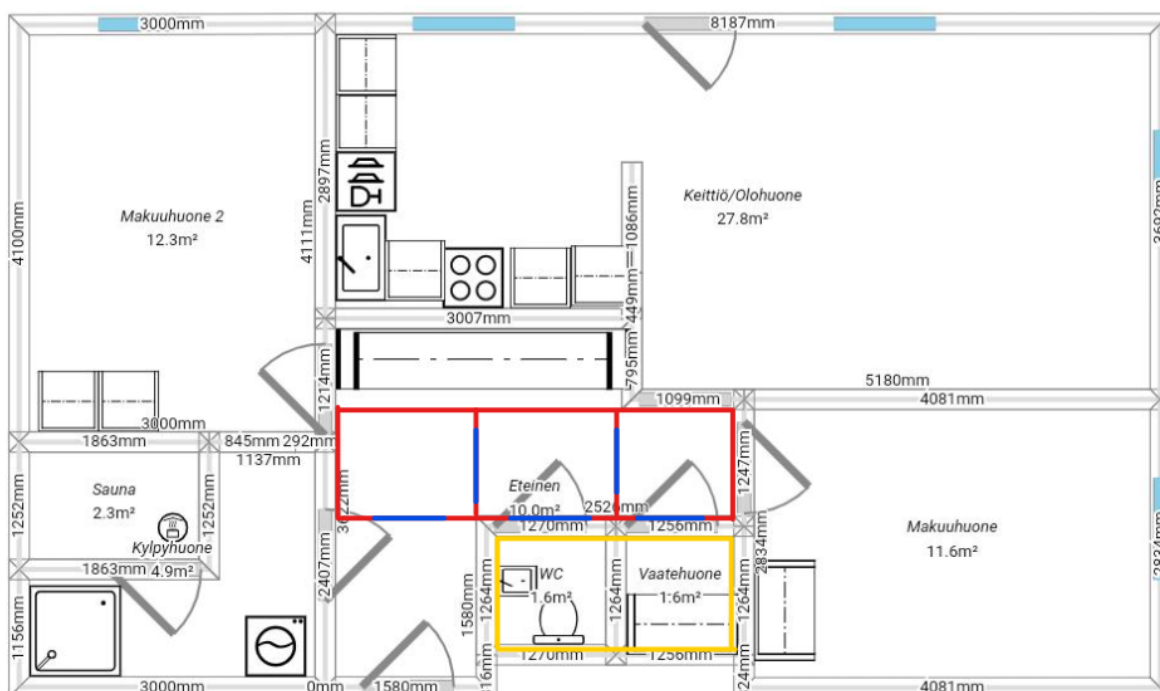 3000mm
8187mm
2897mm
4100mm
Makuuhuone 2
12.3m²
4111mm
Keittiö/Olohuone
27.8m²
1086mm
3692mm
449mm
3007mm
795mm
1214mm
5180mm
3000mm
1099mm
4081mm
1863mm
845mm
292mm
1137mm
1247mm
Sauna
2.3m²
1252mm
1252mm
Eteinen
10.0m²
2526mm
1270mm
1256mm
Makuuhuone
11.6m²
2834mm
2834mm
Kylpyhuone
4.9m²
1863mm
2407mm
1580mm
1264mm
WC
1.6m²
1264mm
Vaatehuone
1.6m²
1264mm
1156mm
1270mm
1256mm
3000mm
0mm
1580mm
4081mm